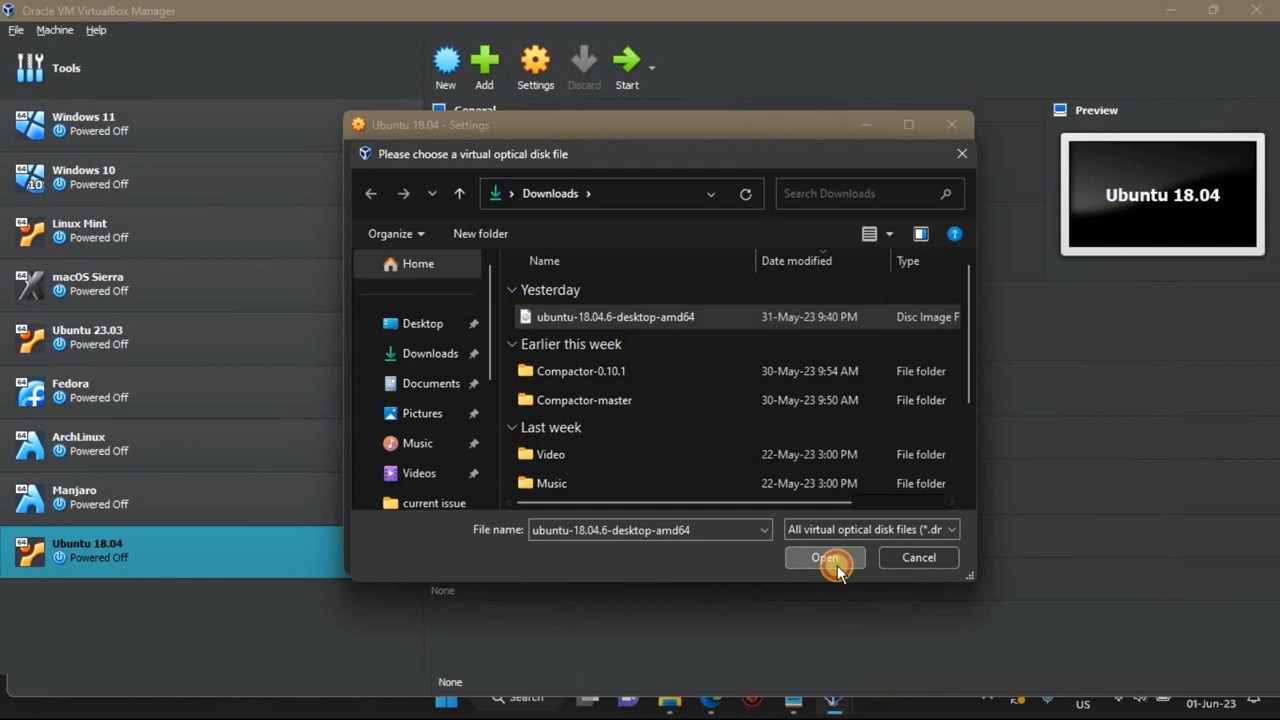 Oracle VM VirtualBox Manager
File Machine Help
Tools
New Add Settings Discard Start
Windows 11
Powered Off
Windows 10
Powered Off
Linux Mint
Powered Off
macOS Sierra
Powered Off
Ubuntu 23.03
Powered Off
Fedora
Powered Off
ArchLinux
Powered Off
Manjaro
Powered Off
Ubuntu 18.04
Powered Off
General
Preview
Ubuntu 18.04
Ubuntu 18.04 - Settings
Please choose a virtual optical disk file
Downloads
Search Downloads
Organize New folder
Home
Desktop
Downloads
Documents
Pictures
Music
Videos
current issue
Name Date modified Type
Yesterday
ubuntu-18.04.6-desktop-amd64 31-May-23 9:40 PM Disc Image F
Earlier this week
Compactor-0.10.1 30-May-23 9:54 AM File folder
Compactor-master 30-May-23 9:50 AM File folder
Last week
Video 22-May-23 3:00 PM File folder
Music 22-May-23 3:00 PM File folder
File name: ubuntu-18.04.6-desktop-amd64 All virtual optical disk files (*.dr
Open Cancel
None
None
Search US 01-Jun-23